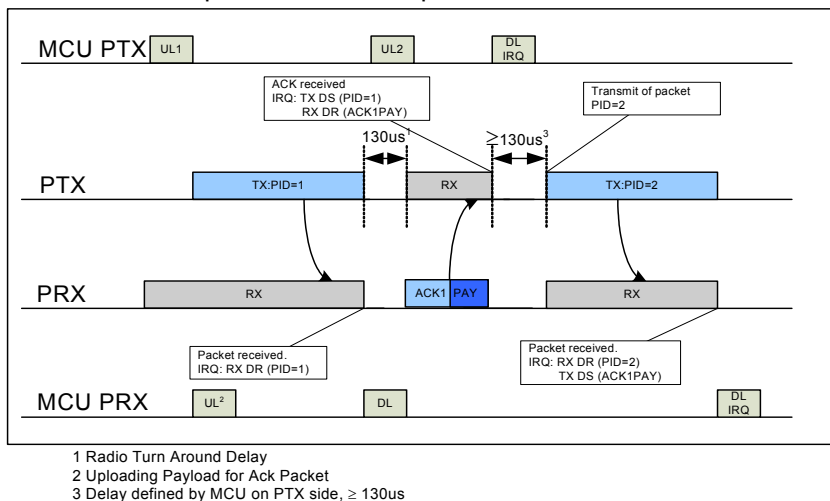 MCU PTX
UL1
UL2
DL
IRQ
ACK received
IRQ: TX DS (PID=1)
RX DR (ACK1PAY)
Transmit of packet
PID=2
130us¹
≥130us³
PTX
TX:PID=1
RX
TX:PID=2
PRX
RX
ACK1 PAY
RX
Packet received.
IRQ: RX DR (PID=1)
Packet received.
IRQ: RX DR (PID=2)
TX DS (ACK1PAY)
MCU PRX
UL²
DL
DL
IRQ
1 Radio Turn Around Delay
2 Uploading Payload for Ack Packet
3 Delay defined by MCU on PTX side, ≥ 130us